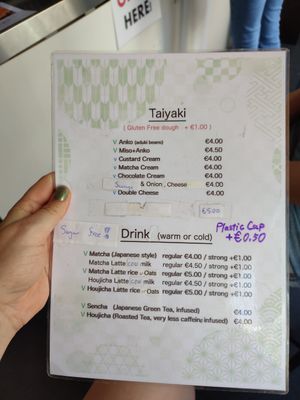 HERE!
Taiyaki
( Gluten Free dough + €1.00 )
V Anko (aduki beans) €4.00
V Miso+Anko €4.50
v Custard Cream €4.00
v Matcha Cream €4.00
v Chocolate Cream €4.00
& Onion, Cheese €4.00
v Double Cheese €4.00
€5.00
Sugar Free
Drink (warm or cold)
Plastic Cup
+€0.50
V Matcha (Japanese style) regular €4.00 / strong +€1.00
Matcha Latte cow milk regular €4.50 / strong +€1.00
V Matcha Latte rice - Oats regular €5.00 / strong +€1.00
Houjicha Latte cow milk regular €4.50 / strong +€1.00
V Houjicha Latte rice - Oats regular €5.00 / strong +€1.00
V Sencha (Japanese Green Tea, infused) €4.00
V Houjicha (Roasted Tea, very less caffeine, infused) €4.00